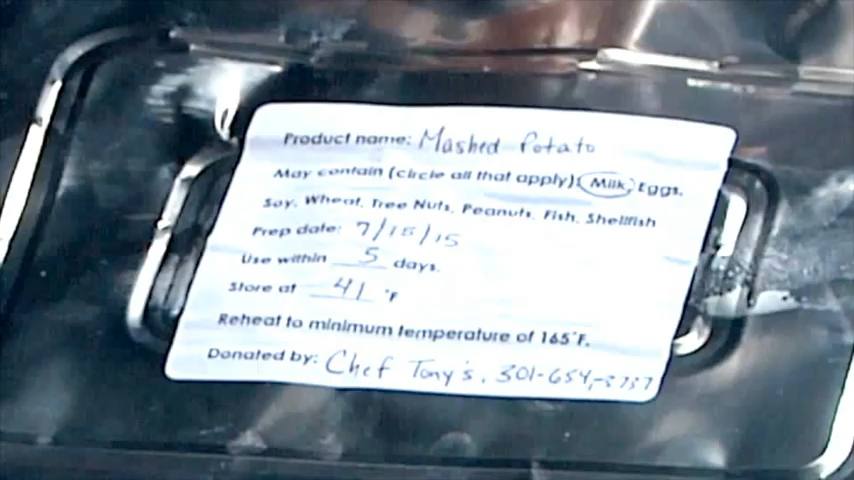 Product name: Mashed Potato
May contain (circle all that apply): Milk, Eggs,
Soy, Wheat, Tree Nuts, Peanuts, Fish, Shellfish
Prep date: 7/15/15
Use within 5 days.
Store at 41 °F
Reheat to minimum temperature of 165°F.
Donated by: Chef Tony's, 301-654-3737